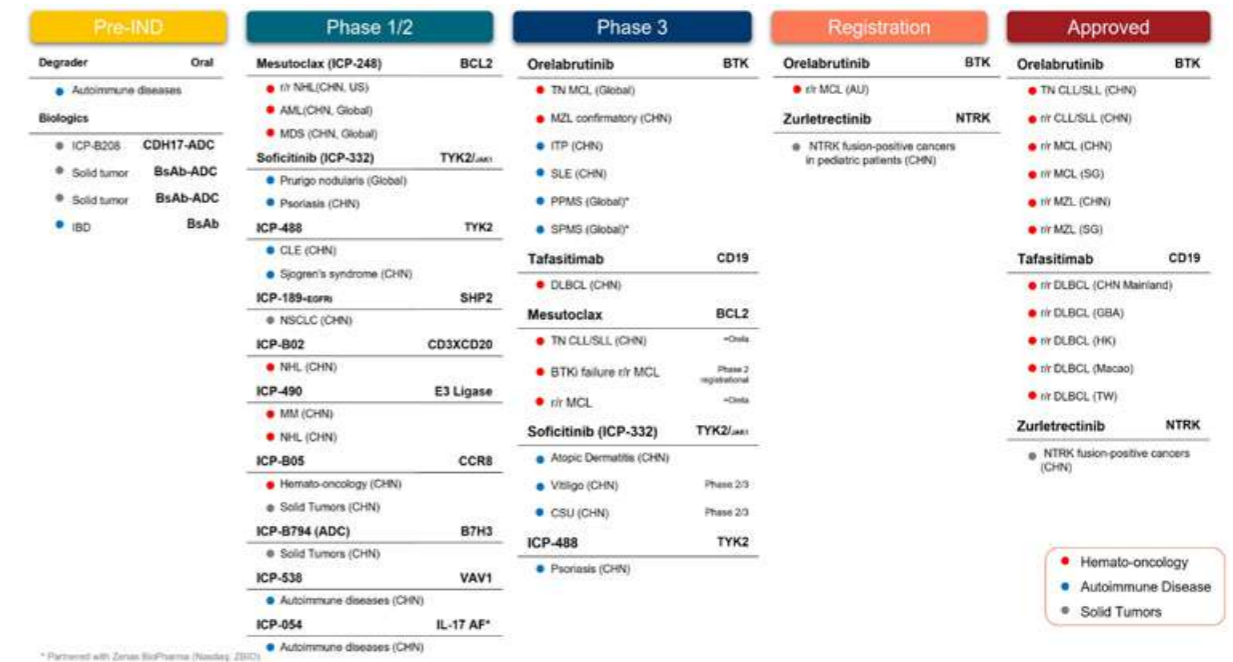 Pre-IND
Degrader Oral
Autoimmune diseases
Biologics
ICP-B208 CDH17-ADC
Solid tumor BsAb-ADC
Solid tumor BsAb-ADC
IBD BsAb
Phase 1/2
Mesutoclax (ICP-248) BCL2
r/r NHL(CHN, US)
AML(CHN, Global)
MDS (CHN, Global)
Soficitinib (ICP-332) TYK2/JAK1
Prurigo nodularis (Global)
Psoriasis (CHN)
ICP-488 TYK2
CLE (CHN)
Sjogren's syndrome (CHN)
ICP-189+EGFRi SHP2
NSCLC (CHN)
ICP-B02 CD3XCD20
NHL (CHN)
ICP-490 E3 Ligase
MM (CHN)
NHL (CHN)
ICP-B05 CCR8
Hemato-oncology (CHN)
Solid Tumors (CHN)
ICP-B794 (ADC) B7H3
Solid Tumors (CHN)
ICP-538 VAV1
Autoimmune diseases (CHN)
ICP-054 IL-17 AF*
Autoimmune diseases (CHN)
Phase 3
Orelabrutinib BTK
TN MCL (Global)
MZL confirmatory (CHN)
ITP (CHN)
SLE (CHN)
PPMS (Global)*
SPMS (Global)*
Tafasitimab CD19
DLBCL (CHN)
Mesutoclax BCL2
TN CLL/SLL (CHN) +Orela
BTKi failure r/r MCL Phase 2
registrational
r/r MCL +Orela
Soficitinib (ICP-332) TYK2/JAK1
Atopic Dermatitis (CHN)
Vitiligo (CHN) Phase 2/3
CSU (CHN) Phase 2/3
ICP-488 TYK2
Psoriasis (CHN)
Registration
Orelabrutinib BTK
r/r MCL (AU)
Zurletrectinib NTRK
NTRK fusion-positive cancers
in pediatric patients (CHN)
Approved
Orelabrutinib BTK
TN CLL/SLL (CHN)
r/r CLL/SLL (CHN)
r/r MCL (CHN)
r/r MCL (SG)
r/r MZL (CHN)
r/r MZL (SG)
Tafasitimab CD19
r/r DLBCL (CHN Mainland)
r/r DLBCL (GBA)
r/r DLBCL (HK)
r/r DLBCL (Macao)
r/r DLBCL (TW)
Zurletrectinib NTRK
NTRK fusion-positive cancers
(CHN)
Hemato-oncology
Autoimmune Disease
Solid Tumors
* Partnered with Zenas BioPharma (Nasdaq: ZBIO)